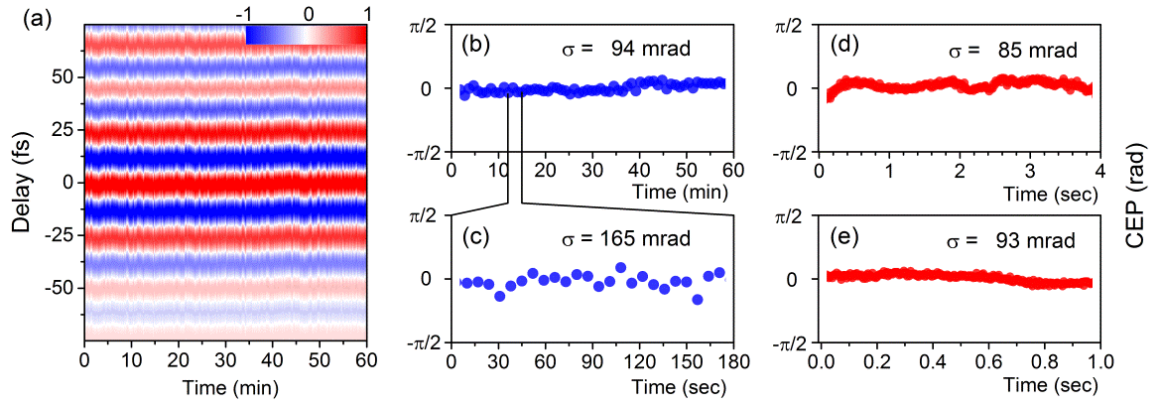 (a)
-1 0 1
50
25
0
-25
-50
Delay (fs)
0 10 20 30 40 50 60
Time (min)
π/2
0
-π/2
(b) σ = 94 mrad
0 10 20 30 40 50 60
Time (min)
π/2
0
-π/2
(c) σ = 165 mrad
0 30 60 90 120 150 180
Time (sec)
π/2
0
-π/2
(d) σ = 85 mrad
0 1 2 3 4
Time (sec)
π/2
0
-π/2
(e) σ = 93 mrad
0.0 0.2 0.4 0.6 0.8 1.0
Time (sec)
CEP (rad)